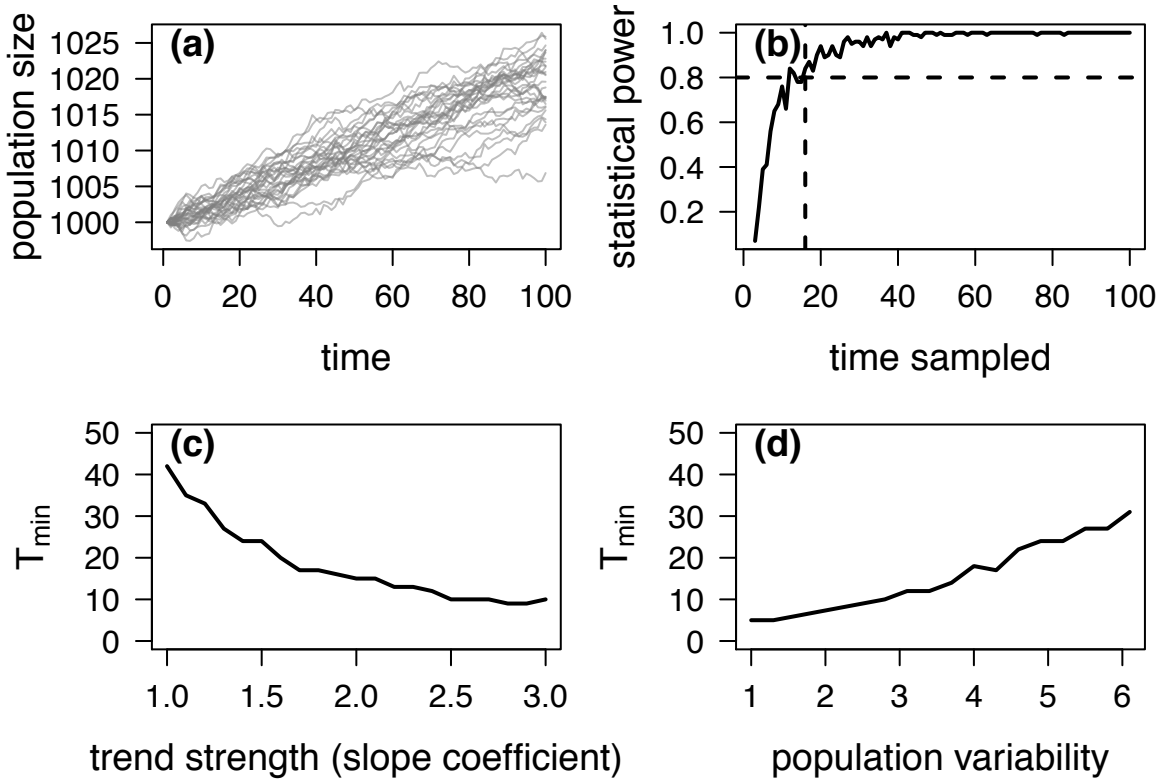 (a)
population size
1025
1020
1015
1010
1005
1000
0 20 40 60 80 100
time
(b)
statistical power
1.0
0.8
0.6
0.4
0.2
0 20 40 60 80 100
time sampled
(c)
Tmin
50
40
30
20
10
0
1.0 1.5 2.0 2.5 3.0
trend strength (slope coefficient)
(d)
Tmin
50
40
30
20
10
0
1 2 3 4 5 6
population variability